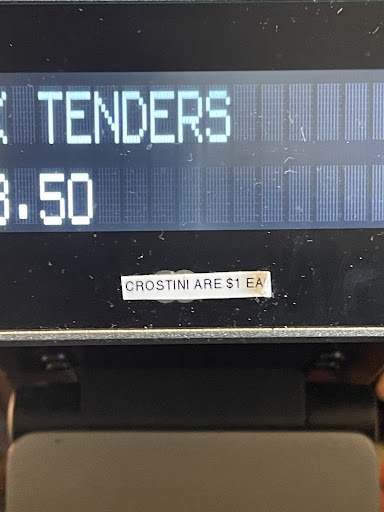 TENDERS
.50
CROSTINI ARE $1 EA